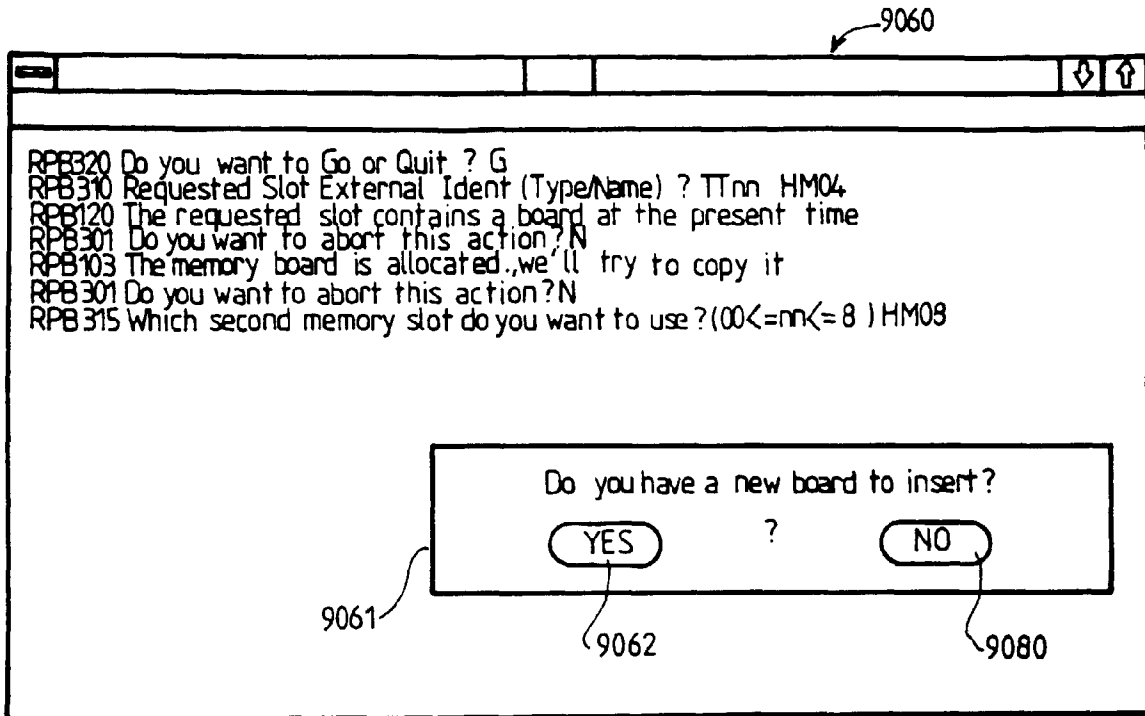 9060
RPB320 Do you want to Go or Quit ? G
RPB310 Requested Slot External Ident (Type/Name) ? TTnn HM04
RPB120 The requested slot contains a board at the present time
RPB301 Do you want to abort this action?N
RPB103 The memory board is allocated.,we'll try to copy it
RPB301 Do you want to abort this action?N
RPB315 Which second memory slot do you want to use?(00<=nn<= 8 ) HM08
Do you have a new board to insert?
YES ? NO
9061
9062
9080